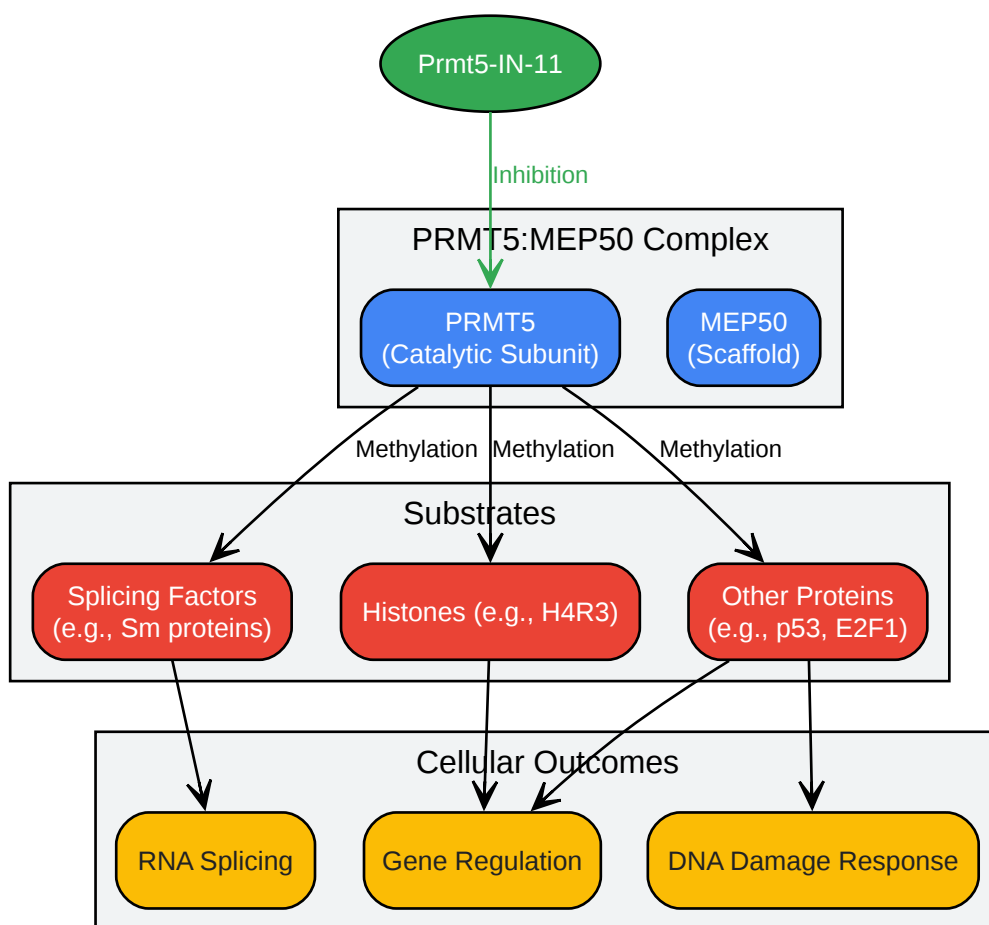 Prmt5-IN-11
Inhibition
PRMT5:MEP50 Complex
PRMT5
(Catalytic Subunit)
MEP50
(Scaffold)
Methylation
Methylation
Methylation
Substrates
Splicing Factors
(e.g., Sm proteins)
Histones (e.g., H4R3)
Other Proteins
(e.g., p53, E2F1)
Cellular Outcomes
RNA Splicing
Gene Regulation
DNA Damage Response